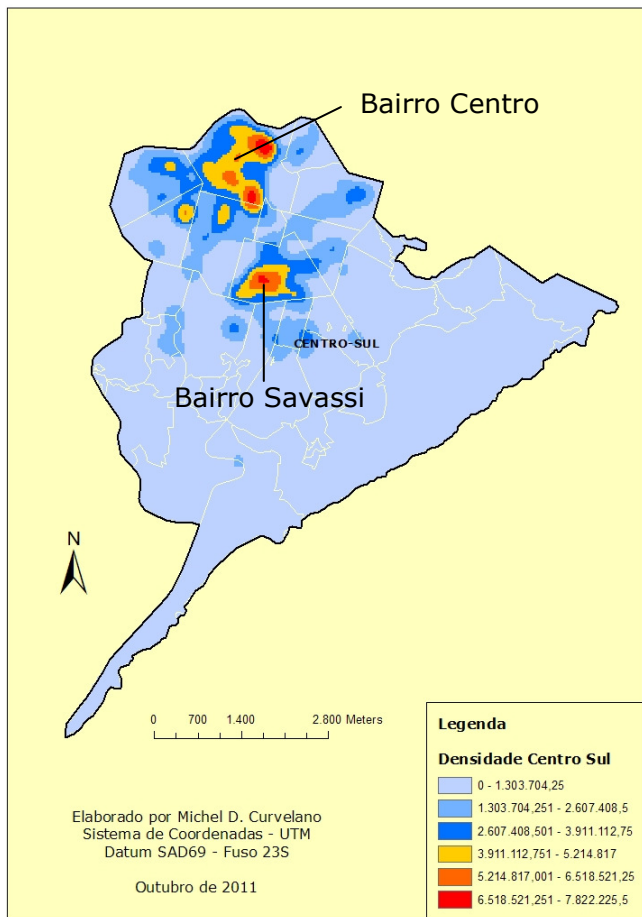 Bairro Centro
CENTRO-SUL
Bairro Savassi
N
0 700 1.400 2.800 Meters
Elaborado por Michel D. Curvelano
Sistema de Coordenadas - UTM
Datum SAD69 - Fuso 23S
Outubro de 2011
Legenda
Densidade Centro Sul
0 - 1.303.704,25
1.303.704,251 - 2.607.408,5
2.607.408,501 - 3.911.112,75
3.911.112,751 - 5.214.817
5.214.817,001 - 6.518.521,25
6.518.521,251 - 7.822.225,5